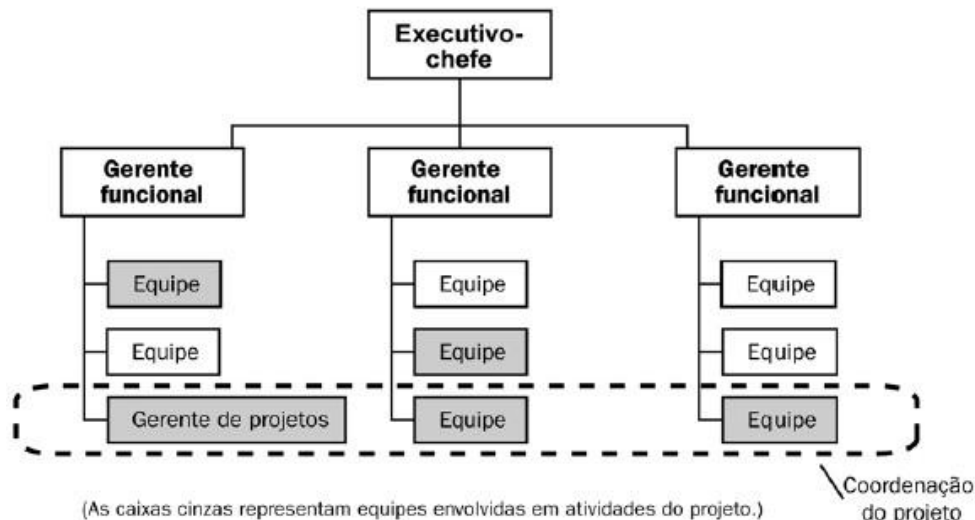 Executivo-
chefe
Gerente
funcional
Gerente
funcional
Gerente
funcional
Equipe
Equipe
Equipe
Equipe
Equipe
Equipe
Gerente de projetos
Equipe
Equipe
Coordenação
do projeto
(As caixas cinzas representam equipes envolvidas em atividades do projeto.)